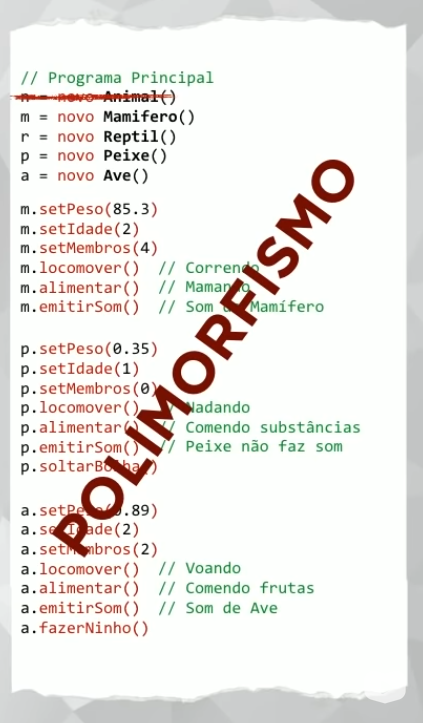 // Programa Principal
n = novo Animal()
m = novo Mamifero()
r = novo Reptil()
p = novo Peixe()
a = novo Ave()
m.setPeso(85.3)
m.setIdade(2)
m.setMembros(4)
m.locomover() // Correndo
m.alimentar() // Mamando
m.emitirSom() // Som de Mamífero
p.setPeso(0.35)
p.setIdade(1)
p.setMembros(0)
p.locomover() // Nadando
p.alimentar() // Comendo substâncias
p.emitirSom() // Peixe não faz som
p.soltarBolha()
a.setPeso(0.89)
a.setIdade(2)
a.setMembros(2)
a.locomover() // Voando
a.alimentar() // Comendo frutas
a.emitirSom() // Som de Ave
a.fazerNinho()
POLIMORFISMO